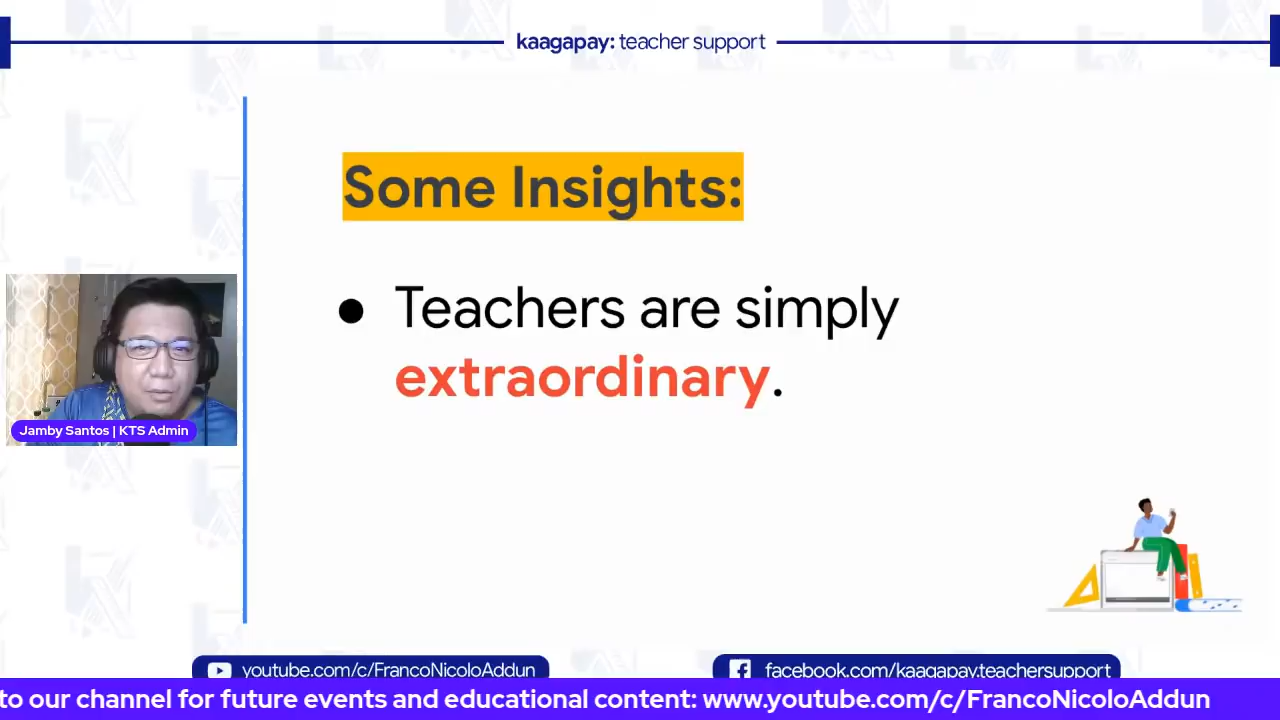 kaagapay: teacher support
Some Insights:
● Teachers are simply
extraordinary.
Jamby Santos | KTS Admin
youtube.com/c/FrancoNicoloAddun
facebook.com/kaagapay.teachersupport
to our channel for future events and educational content: www.youtube.com/c/FrancoNicoloAddun